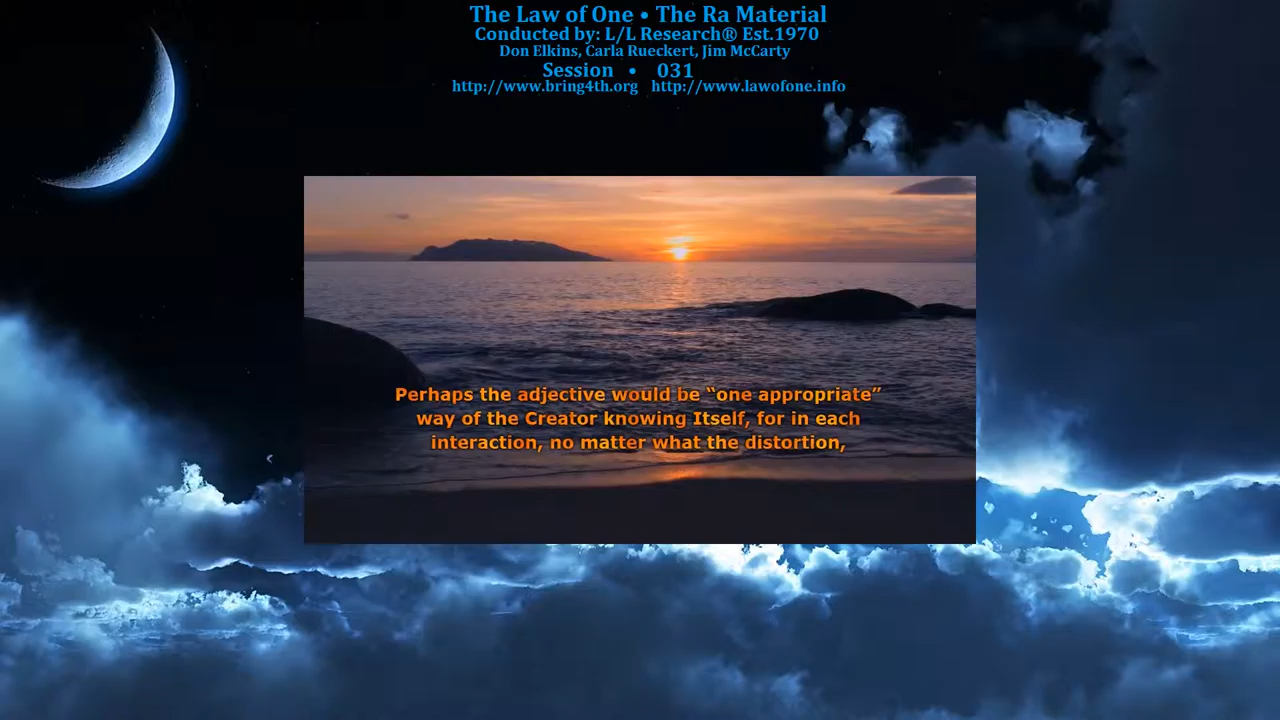 The Law of One • The Ra Material
Conducted by: L/L Research® Est.1970
Don Elkins, Carla Rueckert, Jim McCarty
Session • 031
http://www.bring4th.org http://www.lawofone.info
Perhaps the adjective would be “one appropriate”
way of the Creator knowing Itself, for in each
interaction, no matter what the distortion,